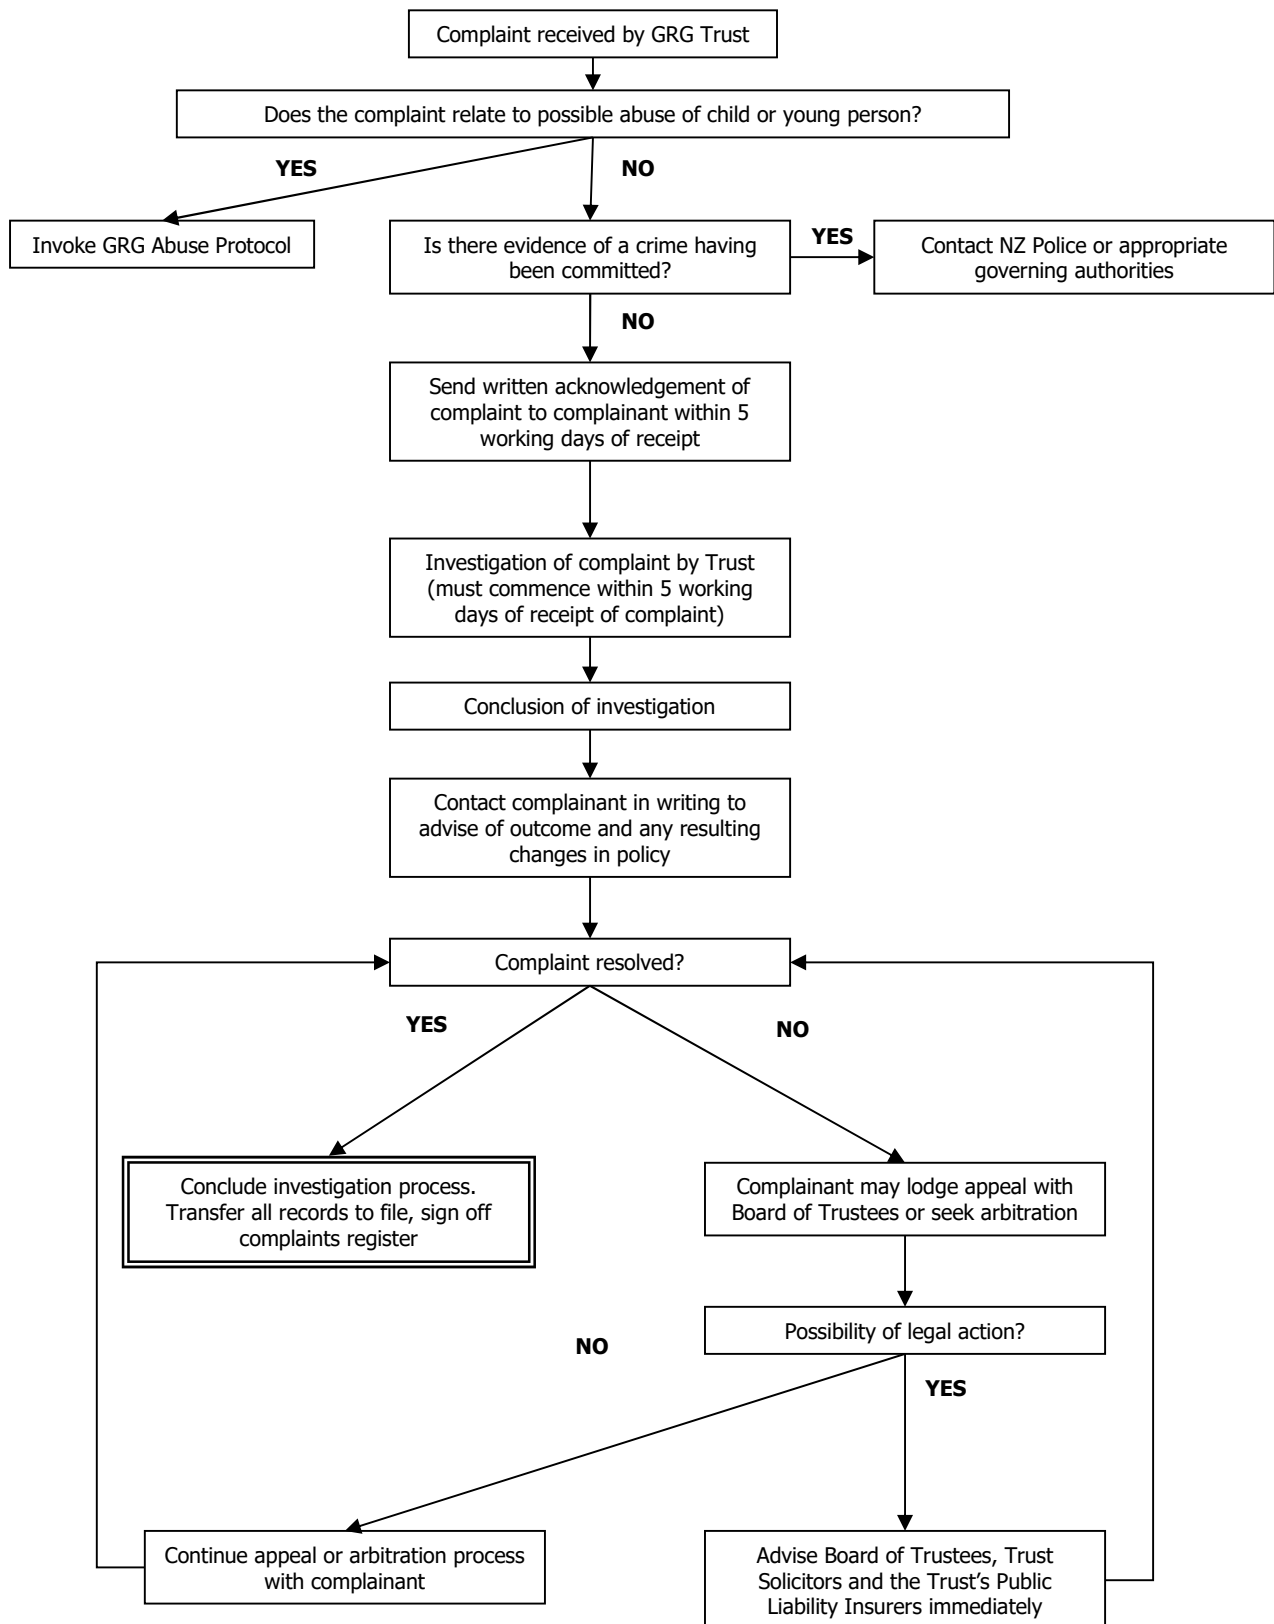 Complaint received by GRG Trust
Does the complaint relate to possible abuse of child or young person?
YES
NO
Invoke GRG Abuse Protocol
Is there evidence of a crime having
been committed?
YES
Contact NZ Police or appropriate
governing authorities
NO
Send written acknowledgement of
complaint to complainant within 5
working days of receipt
Investigation of complaint by Trust
(must commence within 5 working
days of receipt of complaint)
Conclusion of investigation
Contact complainant in writing to
advise of outcome and any resulting
changes in policy
Complaint resolved?
YES
NO
Conclude investigation process.
Transfer all records to file, sign off
complaints register
Complainant may lodge appeal with
Board of Trustees or seek arbitration
Possibility of legal action?
NO
YES
Continue appeal or arbitration process
with complainant
Advise Board of Trustees, Trust
Solicitors and the Trust’s Public
Liability Insurers immediately